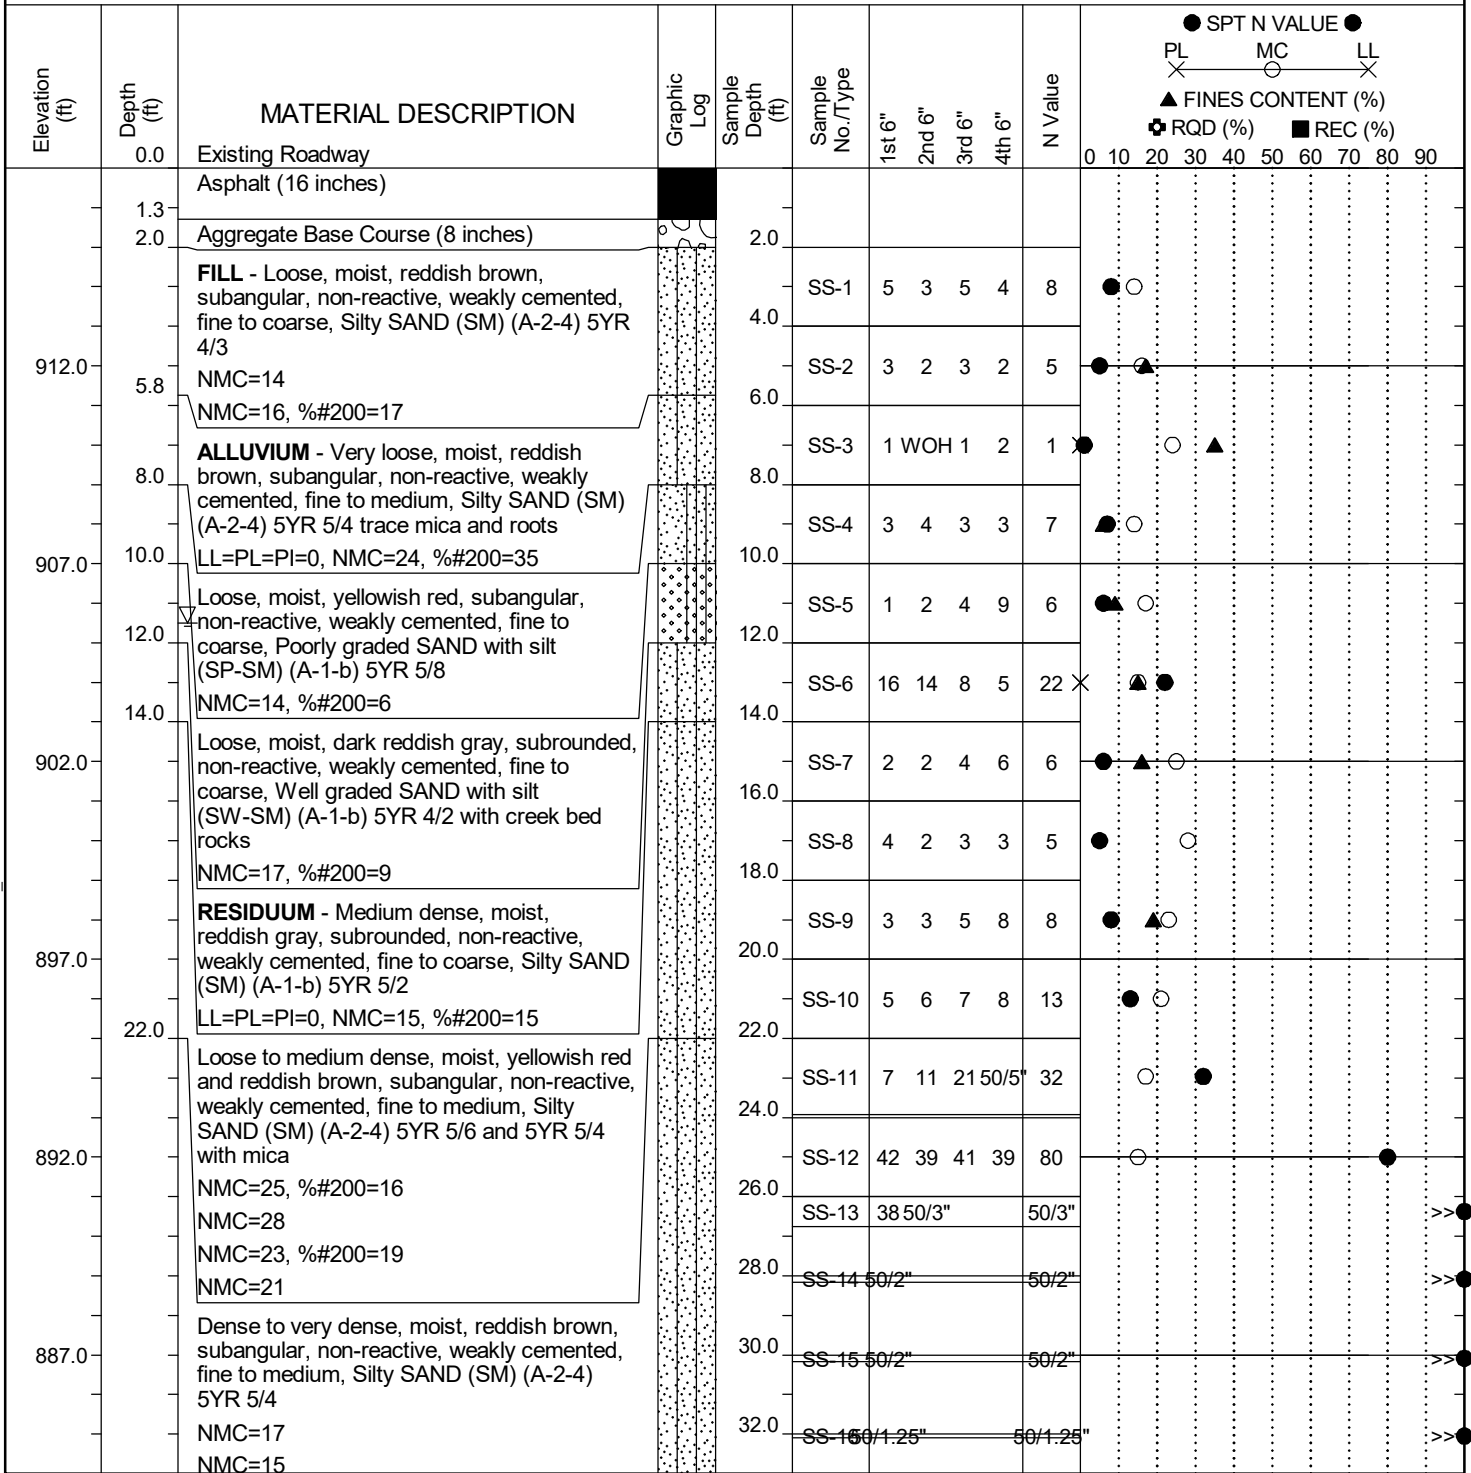 ● SPT N VALUE ●
PL MC LL
▲ FINES CONTENT (%)
RQD (%) ■ REC (%)
Elevation (ft)
Depth (ft)
MATERIAL DESCRIPTION
Graphic Log
Sample Depth (ft)
Sample No./Type
1st 6"
2nd 6"
3rd 6"
4th 6"
N Value
0 10 20 30 40 50 60 70 80 90
0.0 Existing Roadway
Asphalt (16 inches)
1.3
2.0 Aggregate Base Course (8 inches) 2.0
FILL - Loose, moist, reddish brown,
subangular, non-reactive, weakly cemented,
fine to coarse, Silty SAND (SM) (A-2-4) 5YR
4/3
NMC=14
NMC=16, %#200=17
5.8
ALLUVIUM - Very loose, moist, reddish
brown, subangular, non-reactive, weakly
cemented, fine to medium, Silty SAND (SM)
(A-2-4) 5YR 5/4 trace mica and roots
LL=PL=PI=0, NMC=24, %#200=35
8.0
Loose, moist, yellowish red, subangular,
non-reactive, weakly cemented, fine to
coarse, Poorly graded SAND with silt
(SP-SM) (A-1-b) 5YR 5/8
NMC=14, %#200=6
10.0
Loose, moist, dark reddish gray, subrounded,
non-reactive, weakly cemented, fine to
coarse, Well graded SAND with silt
(SW-SM) (A-1-b) 5YR 4/2 with creek bed
rocks
NMC=17, %#200=9
12.0
RESIDUUM - Medium dense, moist,
reddish gray, subrounded, non-reactive,
weakly cemented, fine to coarse, Silty SAND
(SM) (A-1-b) 5YR 5/2
LL=PL=PI=0, NMC=15, %#200=15
14.0
Loose to medium dense, moist, yellowish red
and reddish brown, subangular, non-reactive,
weakly cemented, fine to medium, Silty
SAND (SM) (A-2-4) 5YR 5/6 and 5YR 5/4
with mica
NMC=25, %#200=16
NMC=28
NMC=23, %#200=19
NMC=21
22.0
Dense to very dense, moist, reddish brown,
subangular, non-reactive, weakly cemented,
fine to medium, Silty SAND (SM) (A-2-4)
5YR 5/4
NMC=17
NMC=15
912.0
907.0
902.0
897.0
892.0
887.0
SS-1 5 3 5 4 8
4.0
SS-2 3 2 3 2 5
6.0
SS-3 1 WOH 1 2 1
8.0
SS-4 3 4 3 3 7
10.0
SS-5 1 2 4 9 6
12.0
SS-6 16 14 8 5 22
14.0
SS-7 2 2 4 6 6
16.0
SS-8 4 2 3 3 5
18.0
SS-9 3 3 5 8 8
20.0
SS-10 5 6 7 8 13
22.0
SS-11 7 11 21 50/5" 32
24.0
SS-12 42 39 41 39 80
26.0
SS-13 38 50/3" 50/3" >>
28.0
SS-14 50/2" 50/2" >>
30.0
SS-15 50/2" 50/2" >>
32.0
SS-16 50/1.25" 50/1.25" >>